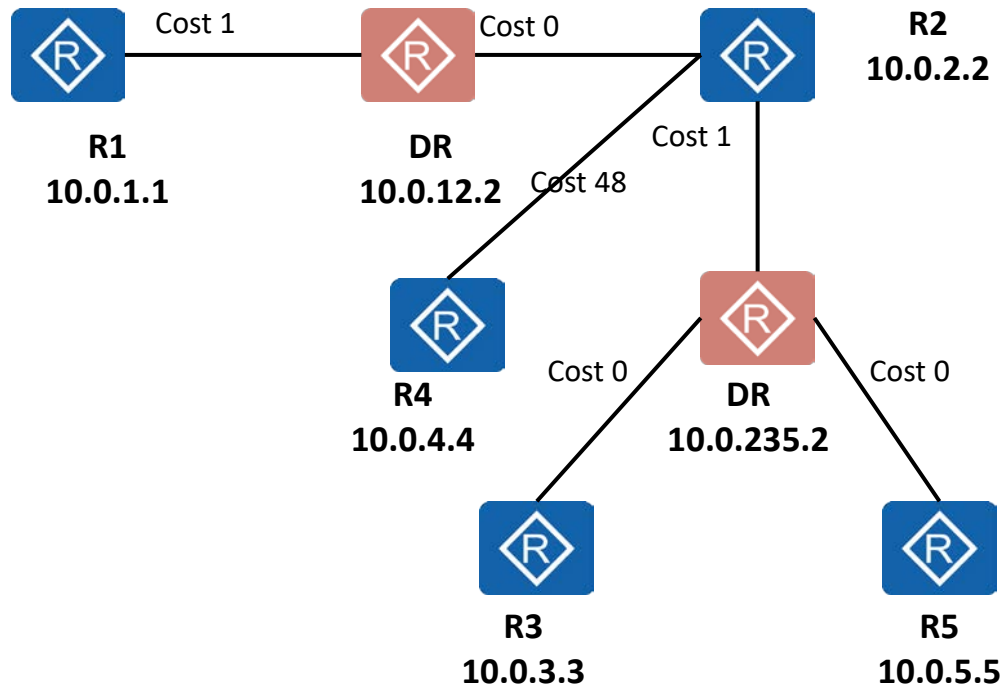 Cost 1
Cost 0
R
R
R
R2
10.0.2.2
R1
10.0.1.1
DR
10.0.12.2
Cost 1
Cost 48
R
R
R4
10.0.4.4
Cost 0
DR
10.0.235.2
Cost 0
R
R
R3
10.0.3.3
R5
10.0.5.5